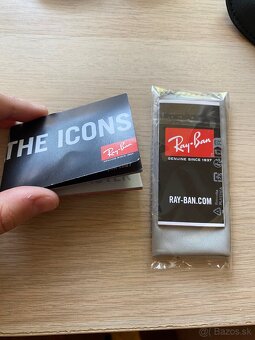 THE ICONS
Ray-Ban
Ray-Ban
GENUINE SINCE 1937
RAY-BAN.COM
© Bazos.sk